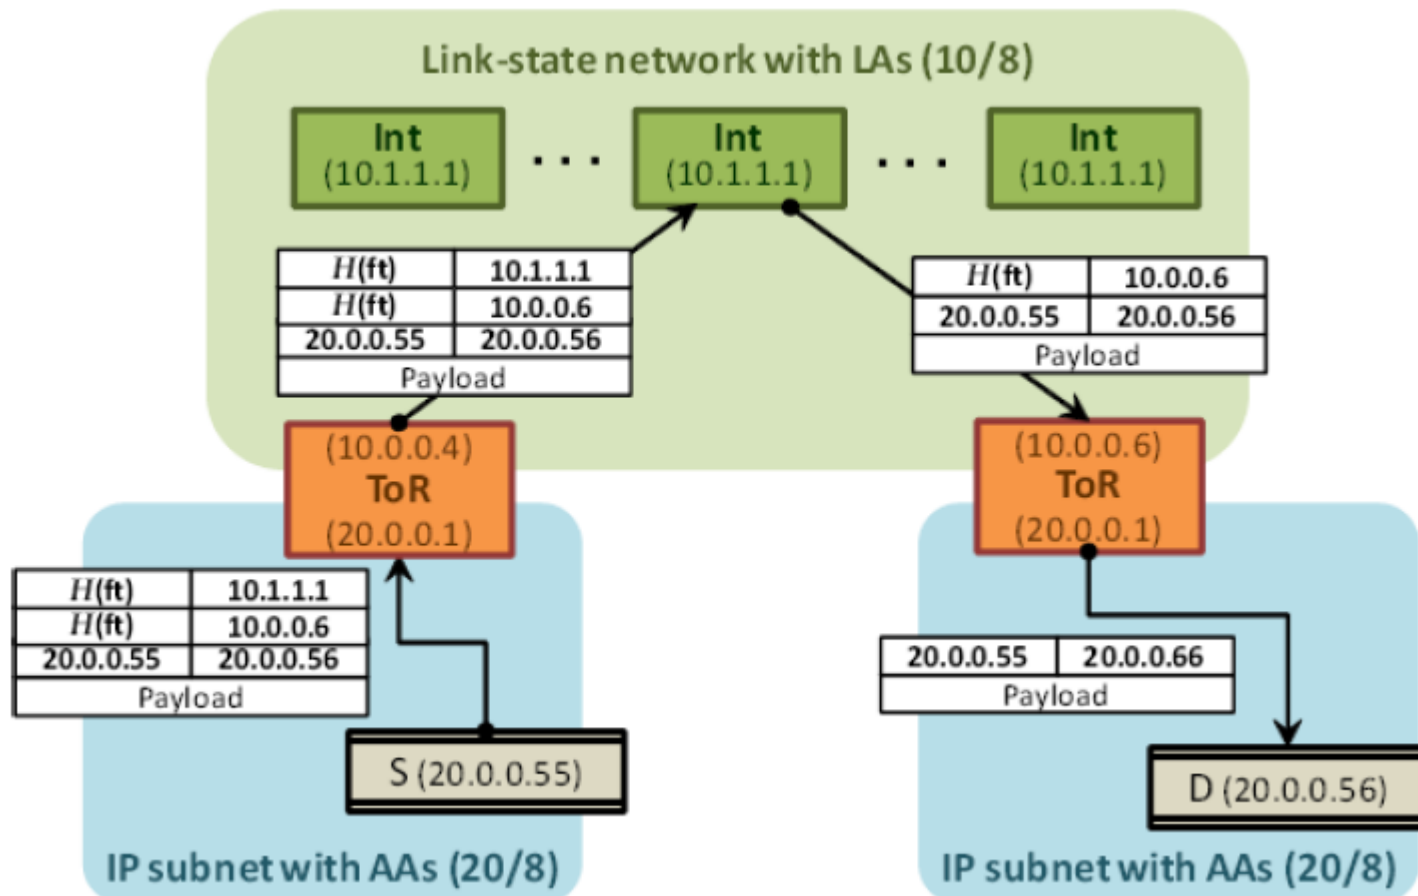 Link-state network with LAs (10/8)
Int
(10.1.1.1)
. . .
Int
(10.1.1.1)
. . .
Int
(10.1.1.1)
H(ft) 10.1.1.1
H(ft) 10.0.0.6
20.0.0.55 20.0.0.56
Payload
H(ft) 10.0.0.6
20.0.0.55 20.0.0.56
Payload
(10.0.0.4)
ToR
(20.0.0.1)
(10.0.0.6)
ToR
(20.0.0.1)
H(ft) 10.1.1.1
H(ft) 10.0.0.6
20.0.0.55 20.0.0.56
Payload
20.0.0.55 20.0.0.66
Payload
S (20.0.0.55)
D (20.0.0.56)
IP subnet with AAs (20/8)
IP subnet with AAs (20/8)